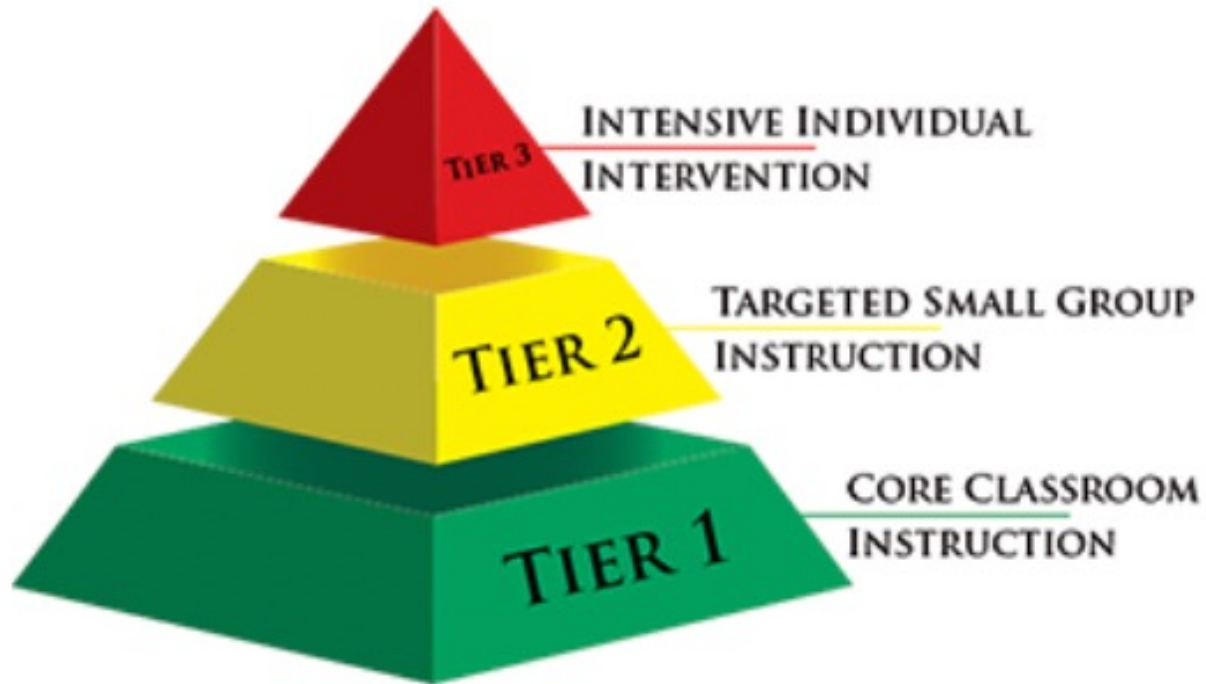 TIER 3
INTENSIVE INDIVIDUAL
INTERVENTION
TIER 2
TARGETED SMALL GROUP
INSTRUCTION
TIER 1
CORE CLASSROOM
INSTRUCTION